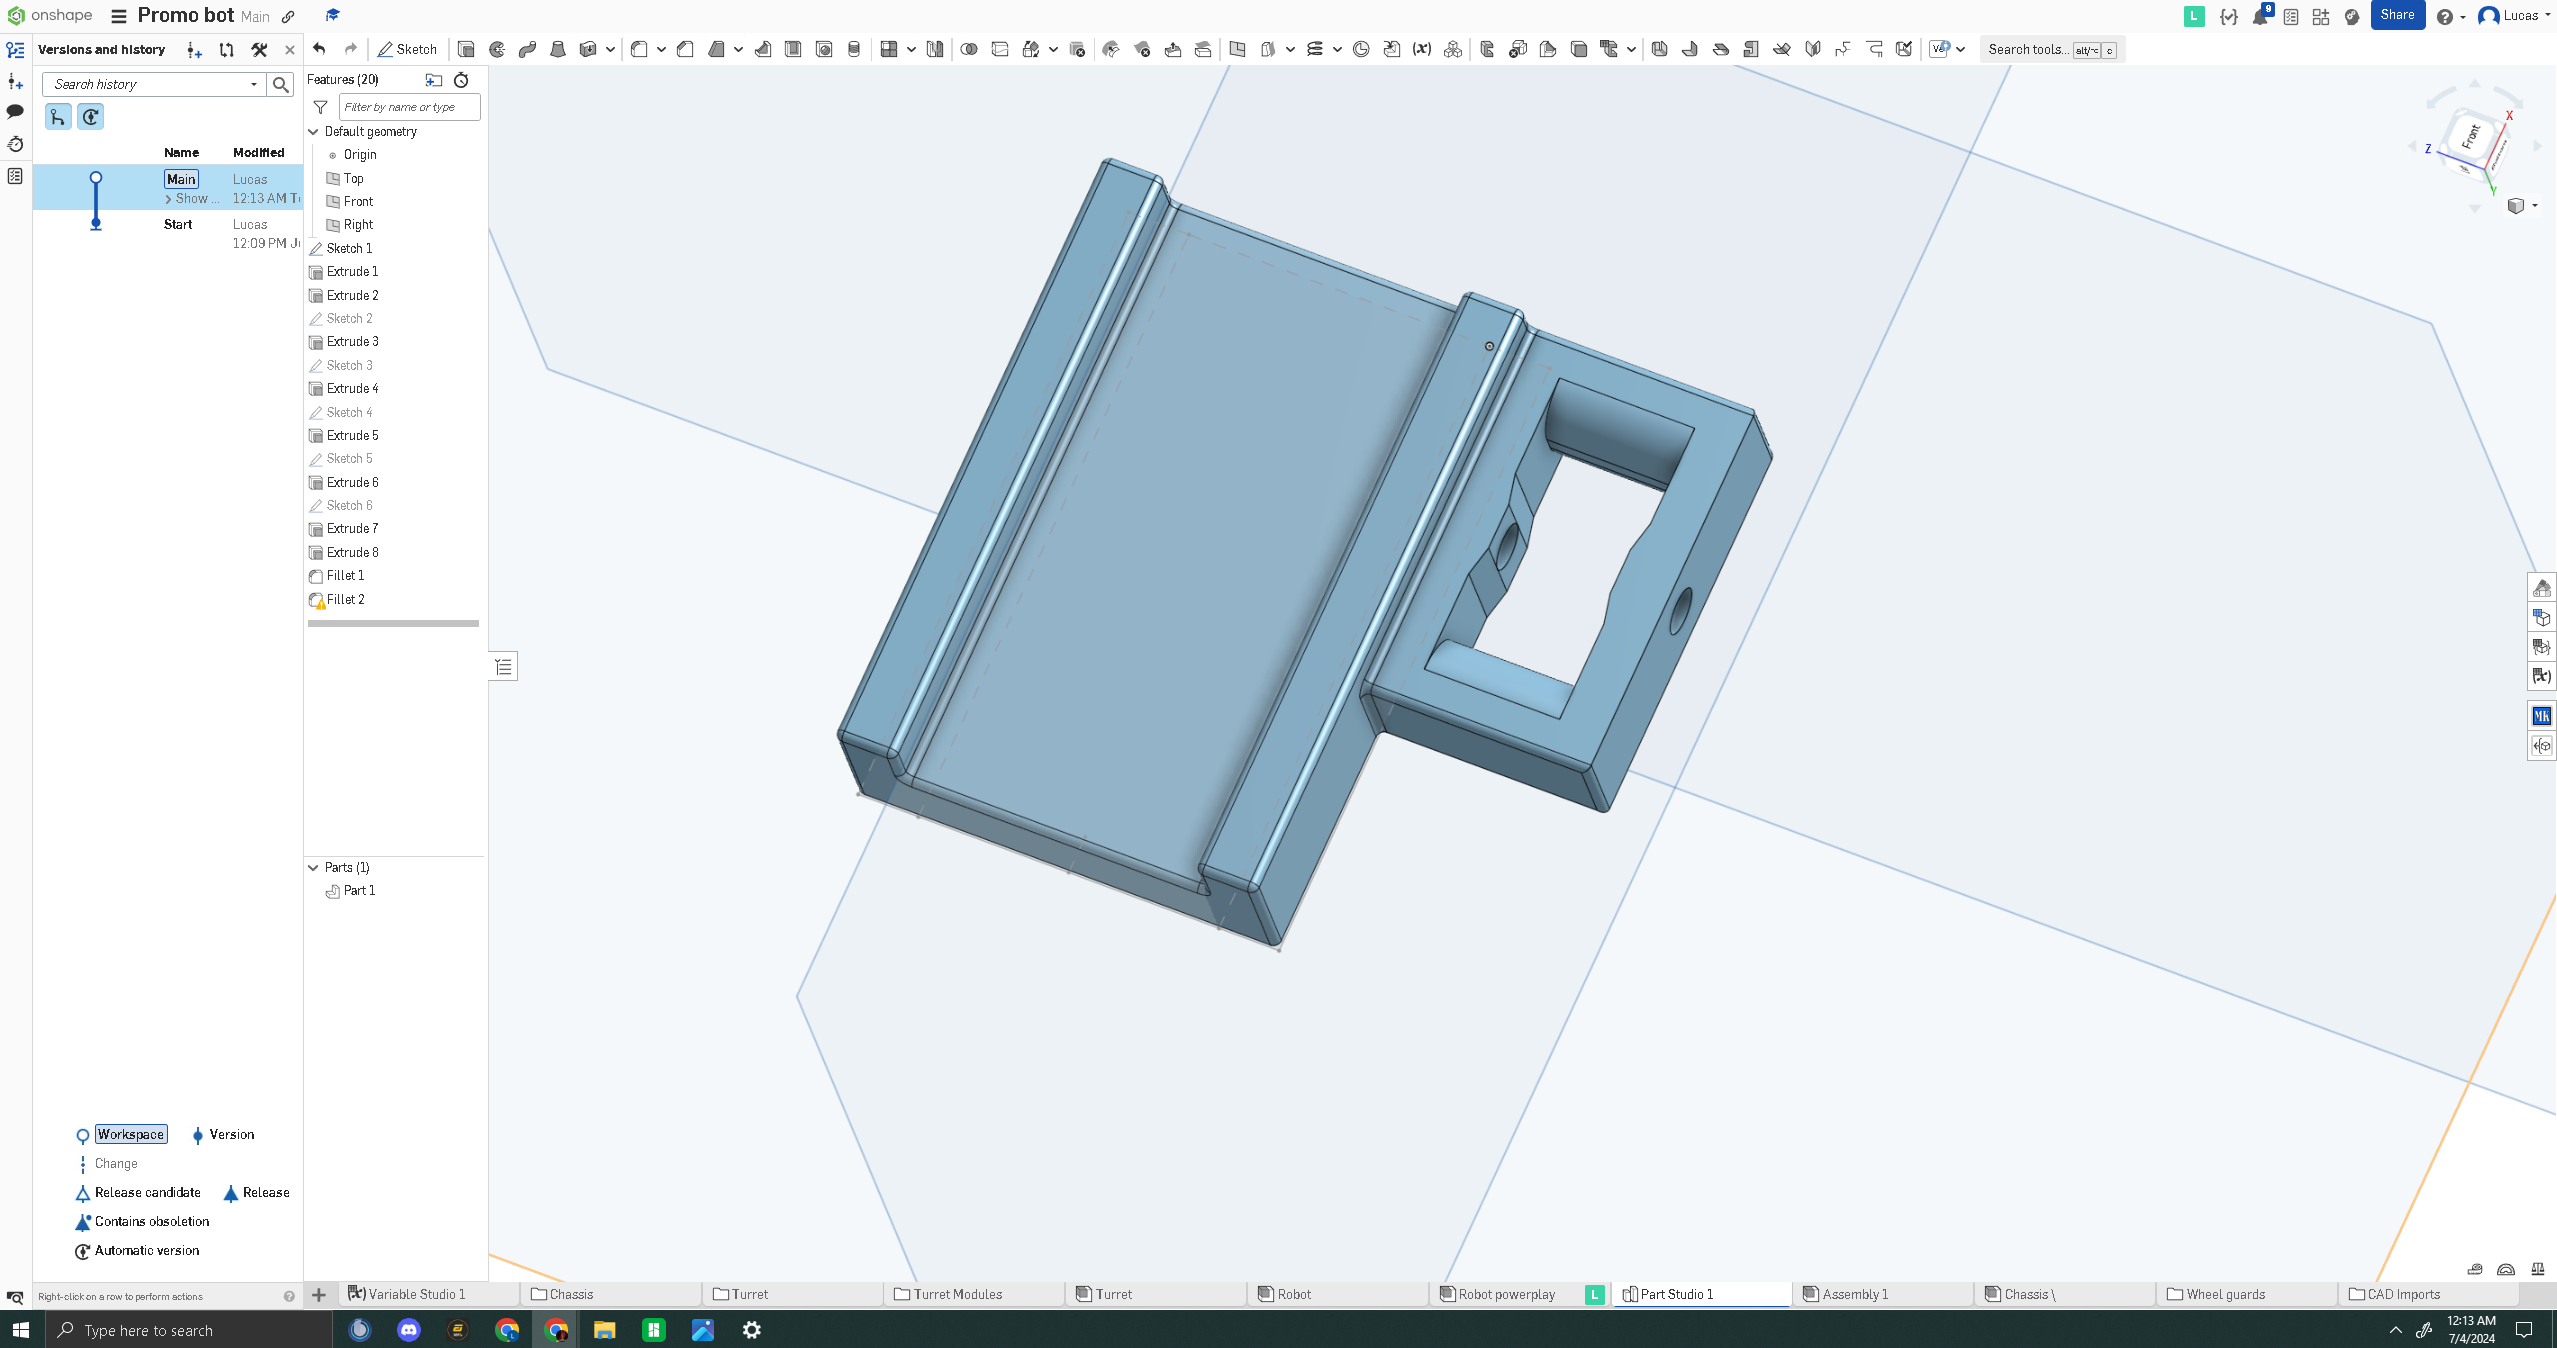 onshape
Promo bot Main
L
9
Share
Lucas
Versions and history
Sketch
Search tools... alt/⌥ c
Search history
Features (20)
Filter by name or type
Default geometry
Origin
Top
Front
Right
Sketch 1
Extrude 1
Extrude 2
Sketch 2
Extrude 3
Sketch 3
Extrude 4
Sketch 4
Extrude 5
Sketch 5
Extrude 6
Sketch 6
Extrude 7
Extrude 8
Fillet 1
Fillet 2
Parts (1)
Part 1
Name Modified
Main Lucas
Show ... 12:13 AM T
Start Lucas
12:09 PM J
Workspace Version
Change
Release candidate Release
Contains obsoletion
Automatic version
Right-click on a row to perform actions
X
Front
Z
Y
(x)
MK
Variable Studio 1
Chassis
Turret
Turret Modules
Turret
Robot
Robot powerplay
L
Part Studio 1
Assembly 1
Chassis \
Wheel guards
CAD Imports
Type here to search
12:13 AM
7/4/2024